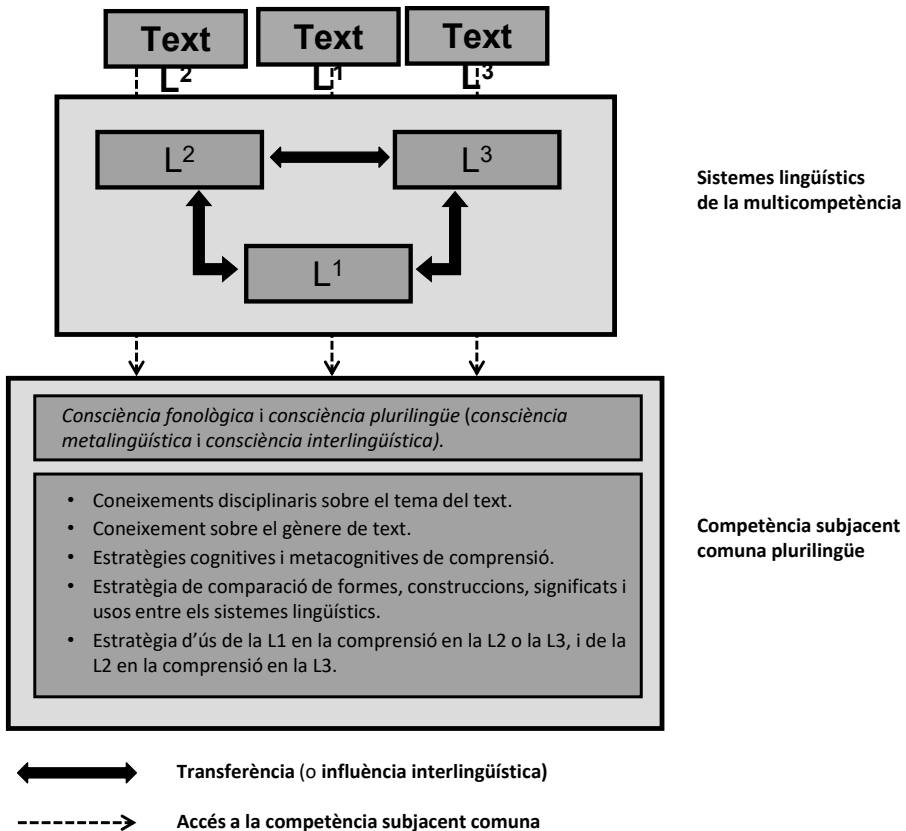 Text Text Text
L² L¹ L³
L² L³
L¹
Sistemes lingüístics
de la multicompetència
Consciència fonològica i consciència plurilingüe (consciència
metalingüística i consciència interlingüística).
• Coneixements disciplinaris sobre el tema del text.
• Coneixement sobre el gènere de text.
• Estratègies cognitives i metacognitives de comprensió.
• Estratègia de comparació de formes, construccions, significats i
usos entre els sistemes lingüístics.
• Estratègia d'ús de la L1 en la comprensió en la L2 o la L3, i de la
L2 en la comprensió en la L3.
Competència subjacent
comuna plurilingüe
Transferència (o influència interlingüística)
Accés a la competència subjacent comuna